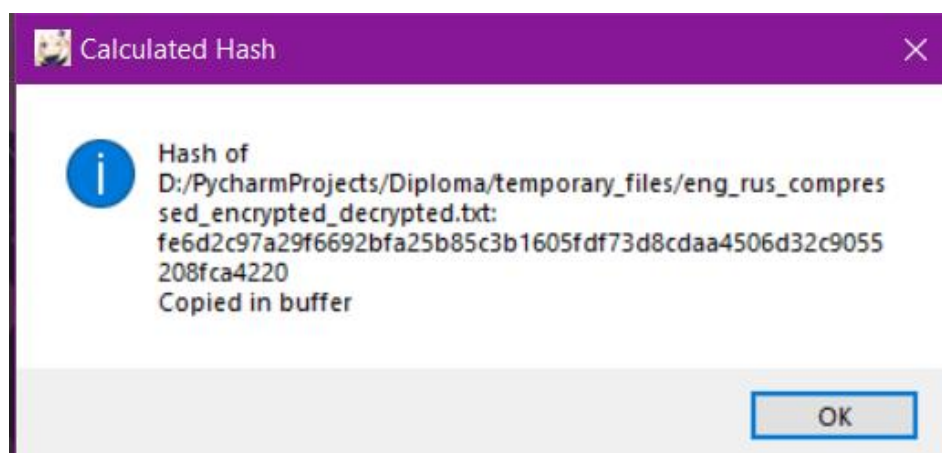 Calculated Hash
Hash of
D:/PycharmProjects/Diploma/temporary_files/eng_rus_compres
sed_encrypted_decrypted.txt:
fe6d2c97a29f6692bfa25b85c3b1605fdf73d8cdaa4506d32c9055
208fca4220
Copied in buffer
OK